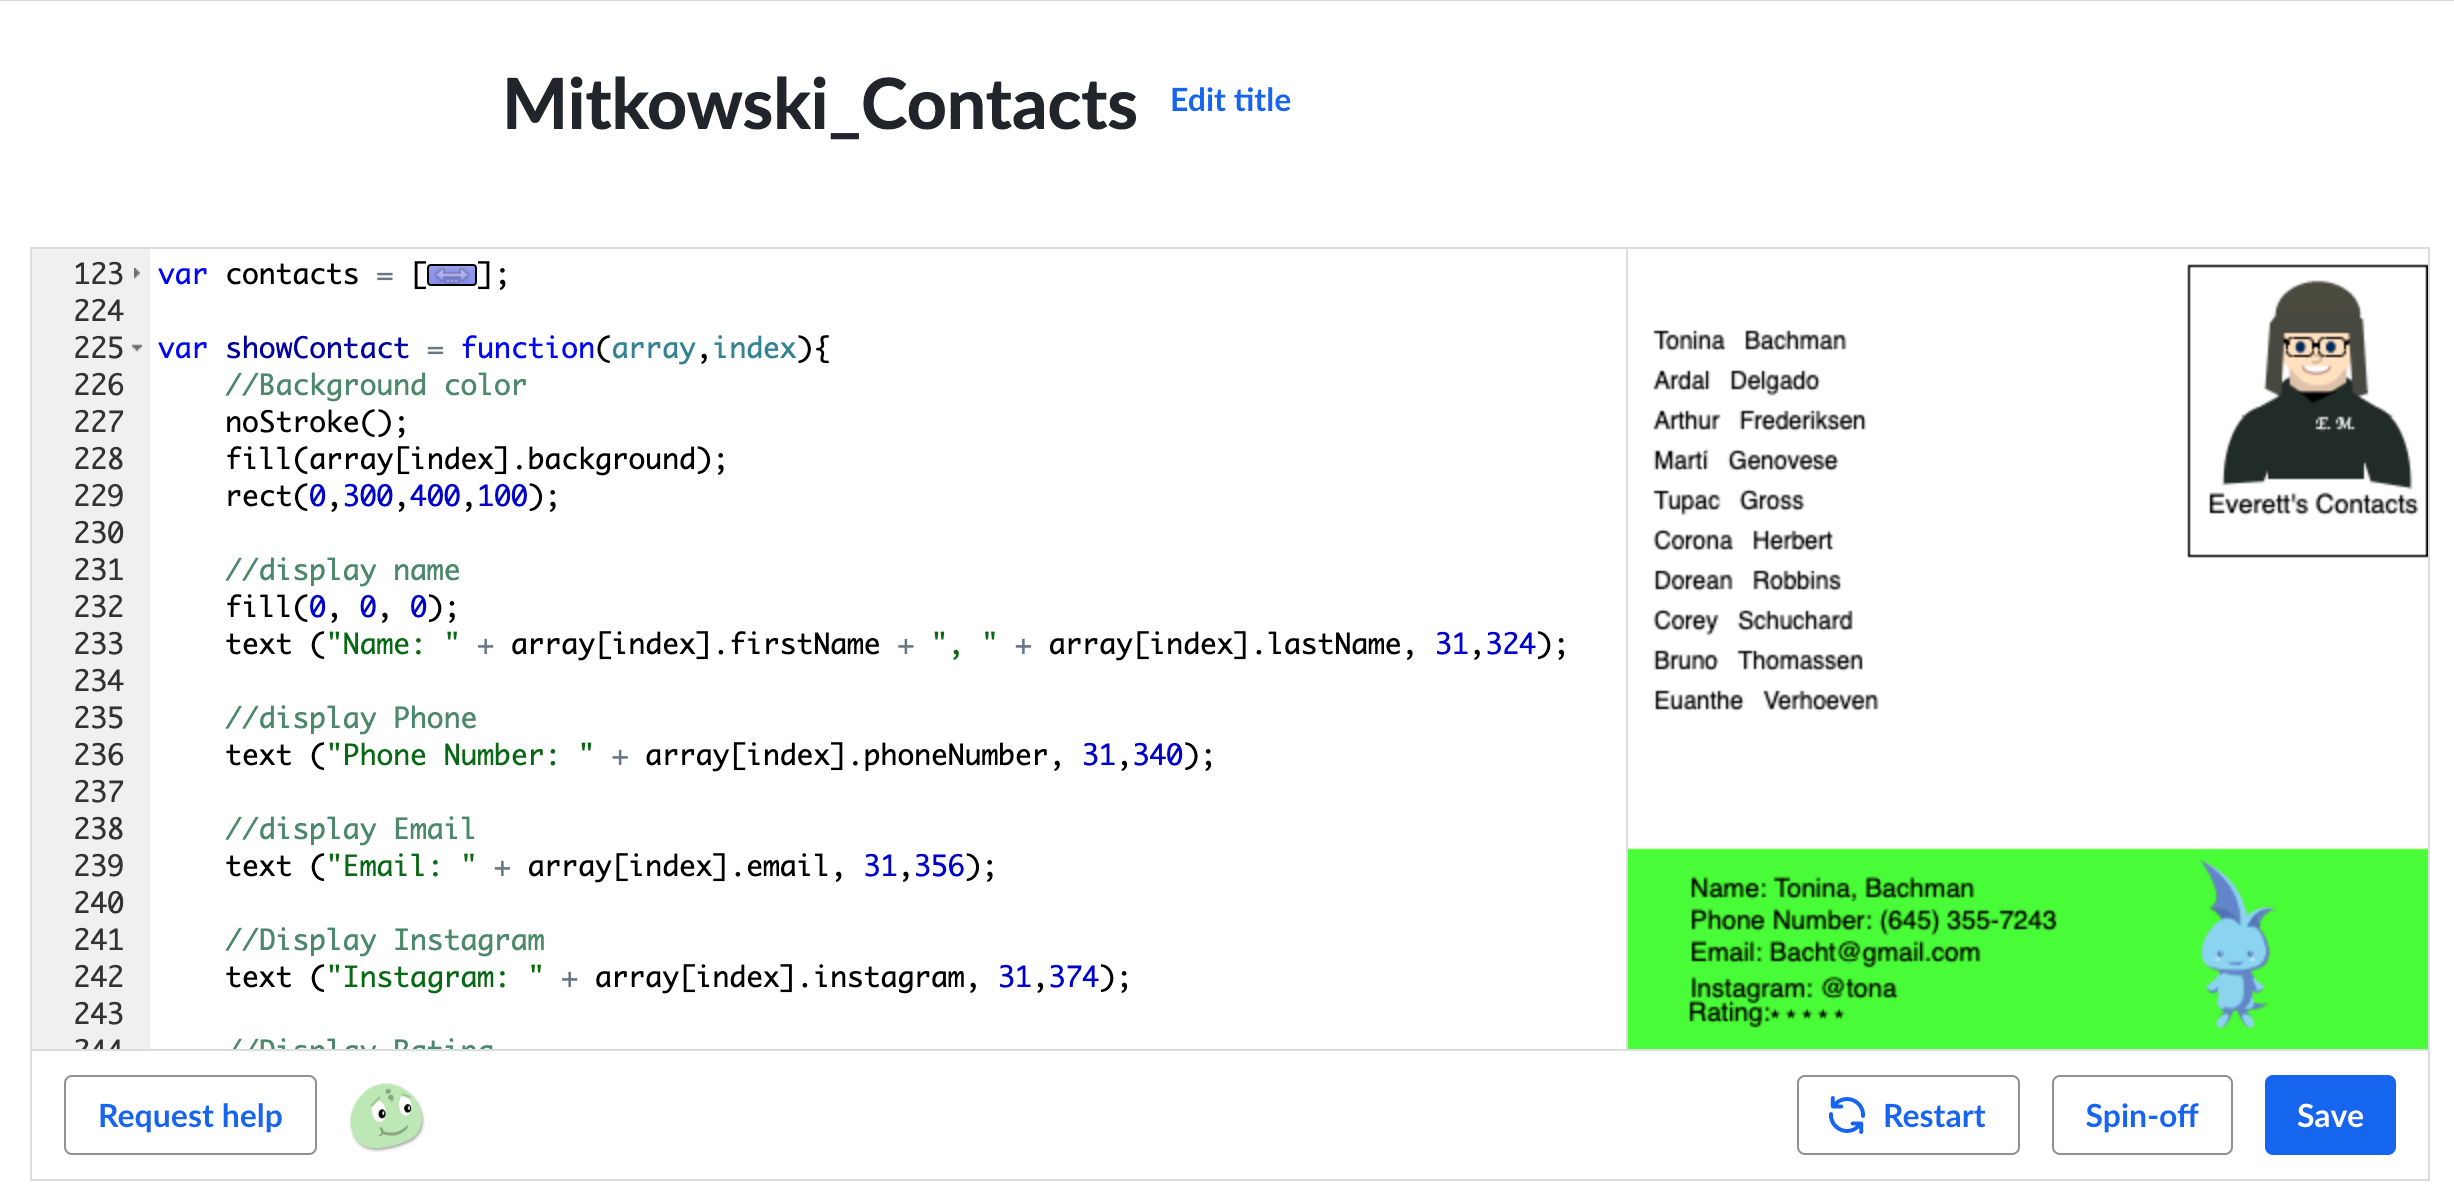 Mitkowski_Contacts Edit title
123 var contacts = [];
224
225 var showContact = function(array,index){
226 //Background color
227 noStroke();
228 fill(array[index].background);
229 rect(0,300,400,100);
230
231 //display name
232 fill(0, 0, 0);
233 text ("Name: " + array[index].firstName + ", " + array[index].lastName, 31,324);
234
235 //display Phone
236 text ("Phone Number: " + array[index].phoneNumber, 31,340);
237
238 //display Email
239 text ("Email: " + array[index].email, 31,356);
240
241 //Display Instagram
242 text ("Instagram: " + array[index].instagram, 31,374);
243
244 //Display Rating
Tonina Bachman
Ardal Delgado
Arthur Frederiksen
Martí Genovese
Tupac Gross
Corona Herbert
Dorean Robbins
Corey Schuchard
Bruno Thomassen
Euanthe Verhoeven
E. M.
Everett's Contacts
Name: Tonina, Bachman
Phone Number: (645) 355-7243
Email: Bacht@gmail.com
Instagram: @tona
Rating:⋆⋆⋆⋆⋆
Request help
Restart
Spin-off
Save